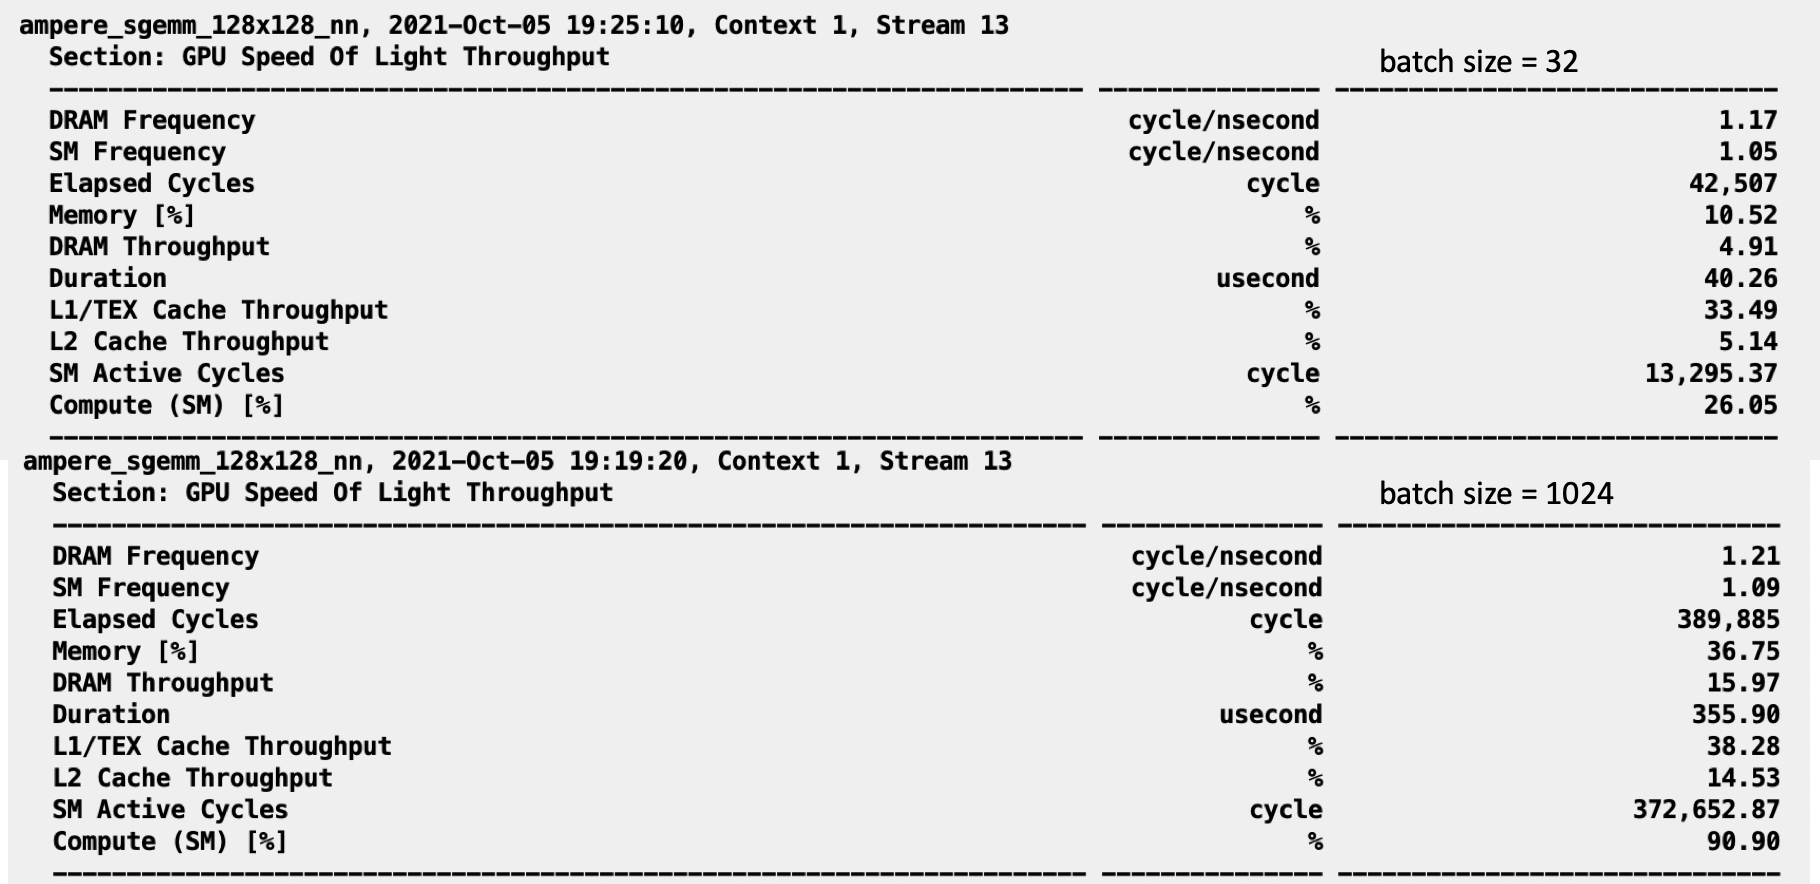 ampere_sgemm_128x128_nn, 2021-Oct-05 19:25:10, Context 1, Stream 13
Section: GPU Speed Of Light Throughput
batch size = 32
DRAM Frequency cycle/nsecond 1.17
SM Frequency cycle/nsecond 1.05
Elapsed Cycles cycle 42,507
Memory [%] % 10.52
DRAM Throughput % 4.91
Duration usecond 40.26
L1/TEX Cache Throughput % 33.49
L2 Cache Throughput % 5.14
SM Active Cycles cycle 13,295.37
Compute (SM) [%] % 26.05
ampere_sgemm_128x128_nn, 2021-Oct-05 19:19:20, Context 1, Stream 13
Section: GPU Speed Of Light Throughput
batch size = 1024
DRAM Frequency cycle/nsecond 1.21
SM Frequency cycle/nsecond 1.09
Elapsed Cycles cycle 389,885
Memory [%] % 36.75
DRAM Throughput % 15.97
Duration usecond 355.90
L1/TEX Cache Throughput % 38.28
L2 Cache Throughput % 14.53
SM Active Cycles cycle 372,652.87
Compute (SM) [%] % 90.90